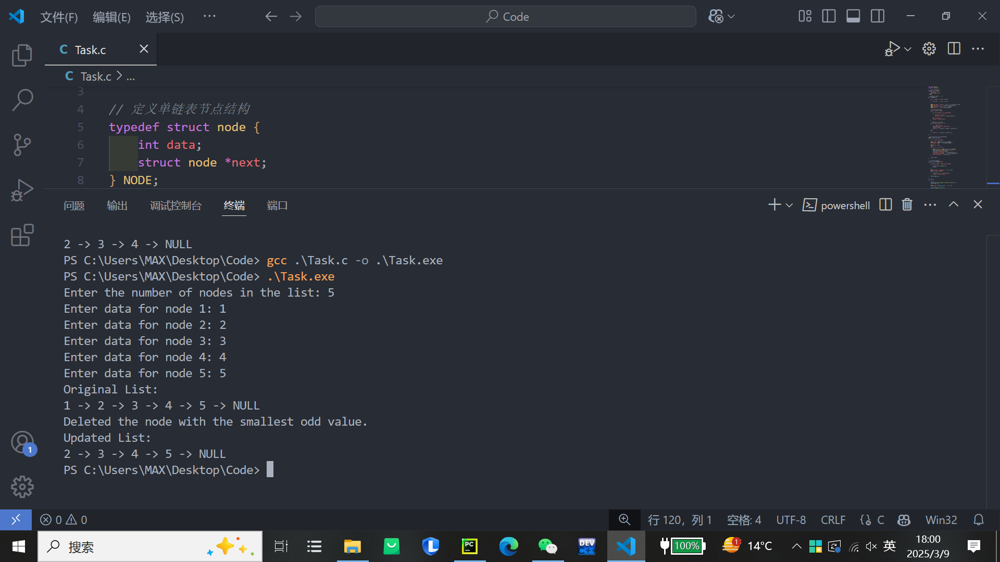 文件(F) 编辑(E) 选择(S) ··· Code
C Task.c
C Task.c > ...
3
4 // 定义单链表节点结构
5 typedef struct node {
6 int data;
7 struct node *next;
8 } NODE;
问题 输出 调试控制台 终端 端口 powershell
2 -> 3 -> 4 -> NULL
PS C:\Users\MAX\Desktop\Code> gcc .\Task.c -o .\Task.exe
PS C:\Users\MAX\Desktop\Code> .\Task.exe
Enter the number of nodes in the list: 5
Enter data for node 1: 1
Enter data for node 2: 2
Enter data for node 3: 3
Enter data for node 4: 4
Enter data for node 5: 5
Original List:
1 -> 2 -> 3 -> 4 -> 5 -> NULL
Deleted the node with the smallest odd value.
Updated List:
2 -> 3 -> 4 -> 5 -> NULL
PS C:\Users\MAX\Desktop\Code>
1
0 0 行 120，列 1 空格: 4 UTF-8 CRLF {} C Win32
搜索 PC DEV C++ 100% 1 14°C 英 18:00
2025/3/9